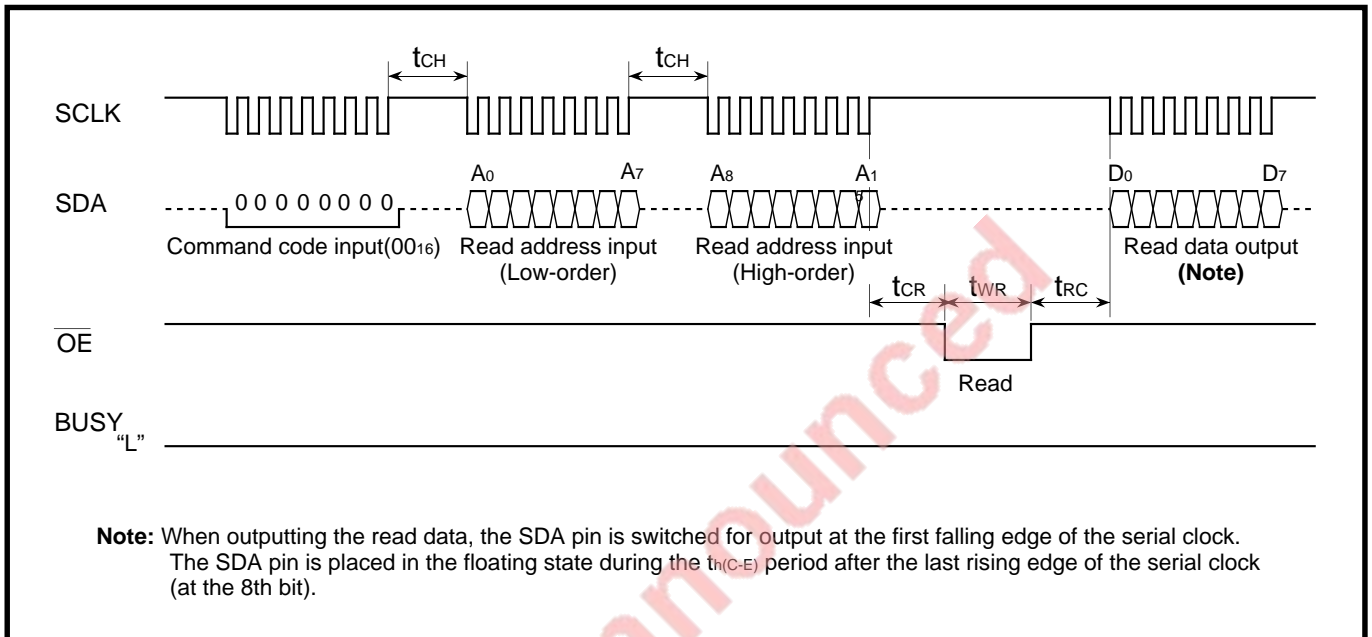 tCH tCH
SCLK
A0 A7 A8 A1 D0 D7
SDA 0 0 0 0 0 0 0 0
Command code input(0016) Read address input Read address input Read data output
(Low-order) (High-order) (Note)
tCR tWR tRC
OE
Read
BUSY
“L”
Note: When outputting the read data, the SDA pin is switched for output at the first falling edge of the serial clock.
The SDA pin is placed in the floating state during the th(C-E) period after the last rising edge of the serial clock
(at the 8th bit).
nounced